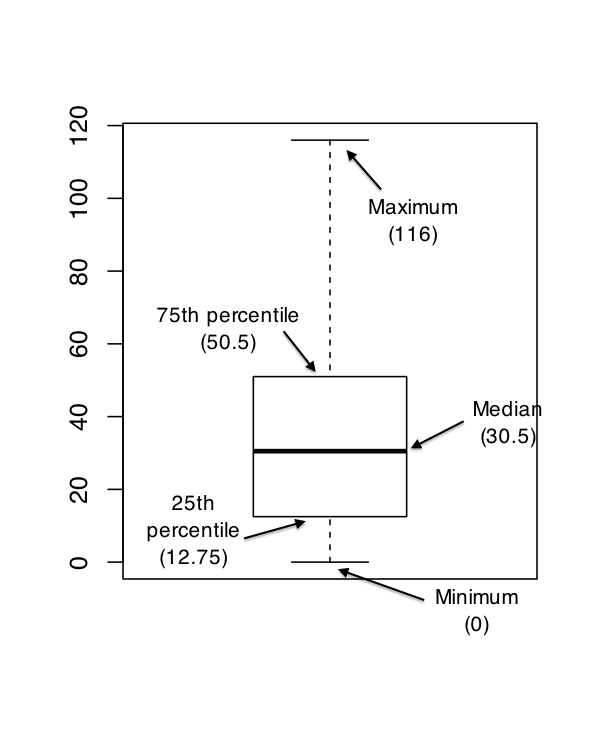 120
100
80
60
40
20
0
Maximum
(116)
75th percentile
(50.5)
Median
(30.5)
25th
percentile
(12.75)
Minimum
(0)